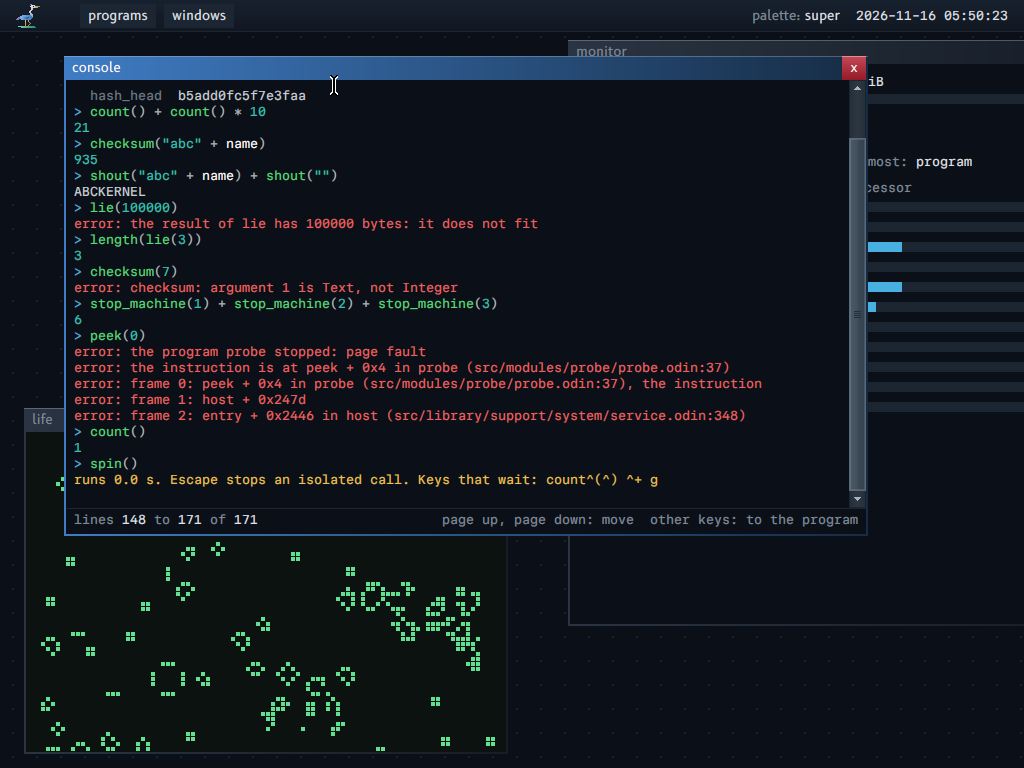 programs windows palette: super 2026-11-16 05:50:23
monitor
console x
iB
hash_head b5add0fc5f7e3faa
> count() + count() * 10
21
> checksum("abc" + name)
935
> shout("abc" + name) + shout("")
ABCKERNEL
> lie(100000)
error: the result of lie has 100000 bytes: it does not fit
> length(lie(3))
3
> checksum(7)
error: checksum: argument 1 is Text, not Integer
> stop_machine(1) + stop_machine(2) + stop_machine(3)
6
> peek(0)
error: the program probe stopped: page fault
error: the instruction is at peek + 0x4 in probe (src/modules/probe/probe.odin:37)
error: frame 0: peek + 0x4 in probe (src/modules/probe/probe.odin:37), the instruction
error: frame 1: host + 0x247d
error: frame 2: entry + 0x2446 in host (src/library/support/system/service.odin:348)
> count()
1
> spin()
runs 0.0 s. Escape stops an isolated call. Keys that wait: count^(^) ^+ g
lines 148 to 171 of 171 page up, page down: move other keys: to the program
most: program
cessor
life